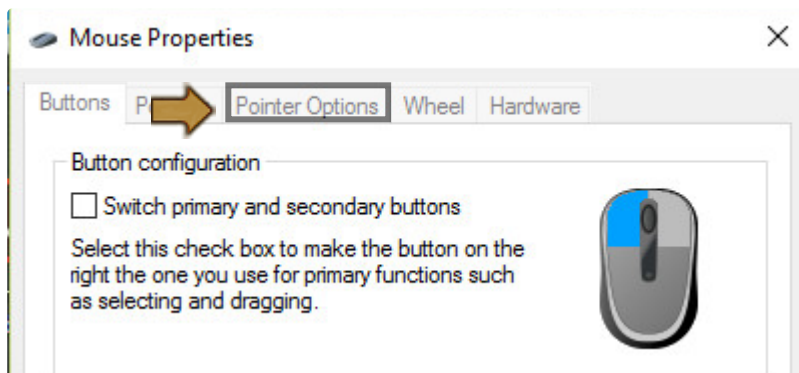 Mouse Properties
Buttons Pointer Options Wheel Hardware
Button configuration
Switch primary and secondary buttons
Select this check box to make the button on the
right the one you use for primary functions such
as selecting and dragging.